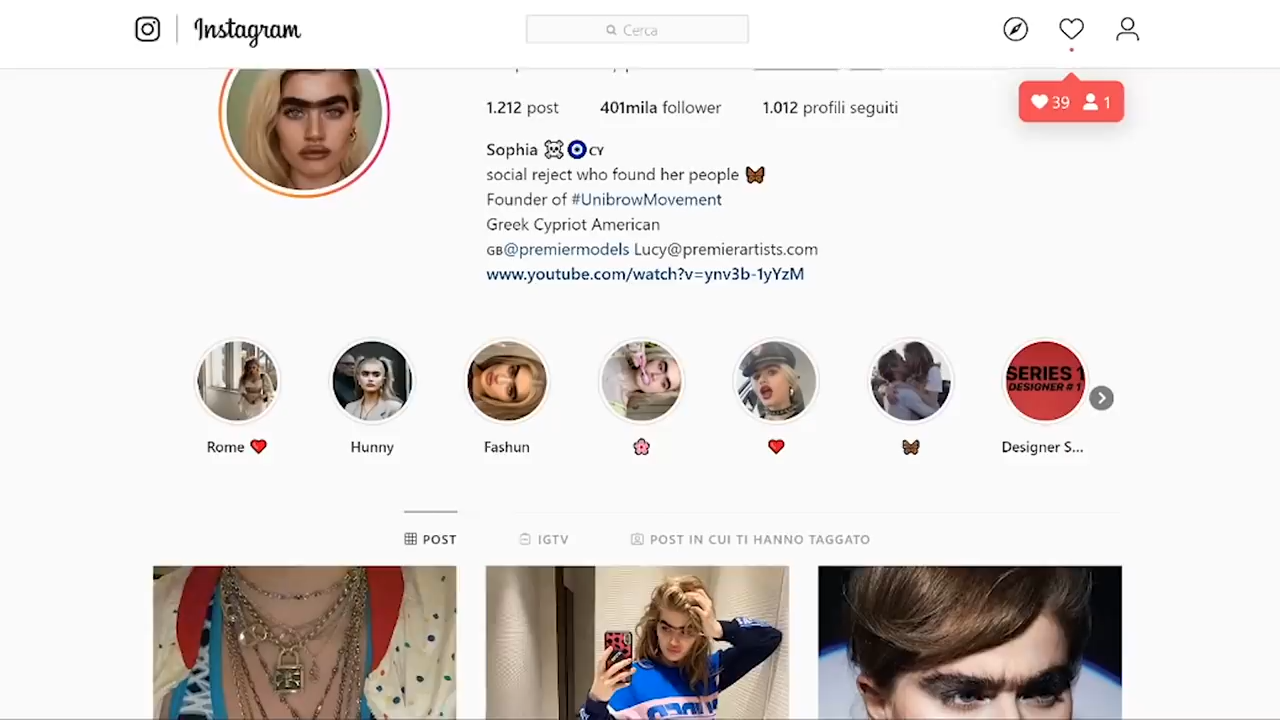 Instagram
Cerca
39 1
1.212 post 401mila follower 1.012 profili seguiti
Sophia CY
social reject who found her people
Founder of #UnibrowMovement
Greek Cypriot American
GB@premiermodels Lucy@premierartists.com
www.youtube.com/watch?v=ynv3b-1yYzM
SERIES 1
DESIGNER # 1
Rome Hunny Fashun Designer S...
POST IGTV POST IN CUI TI HANNO TAGGATO